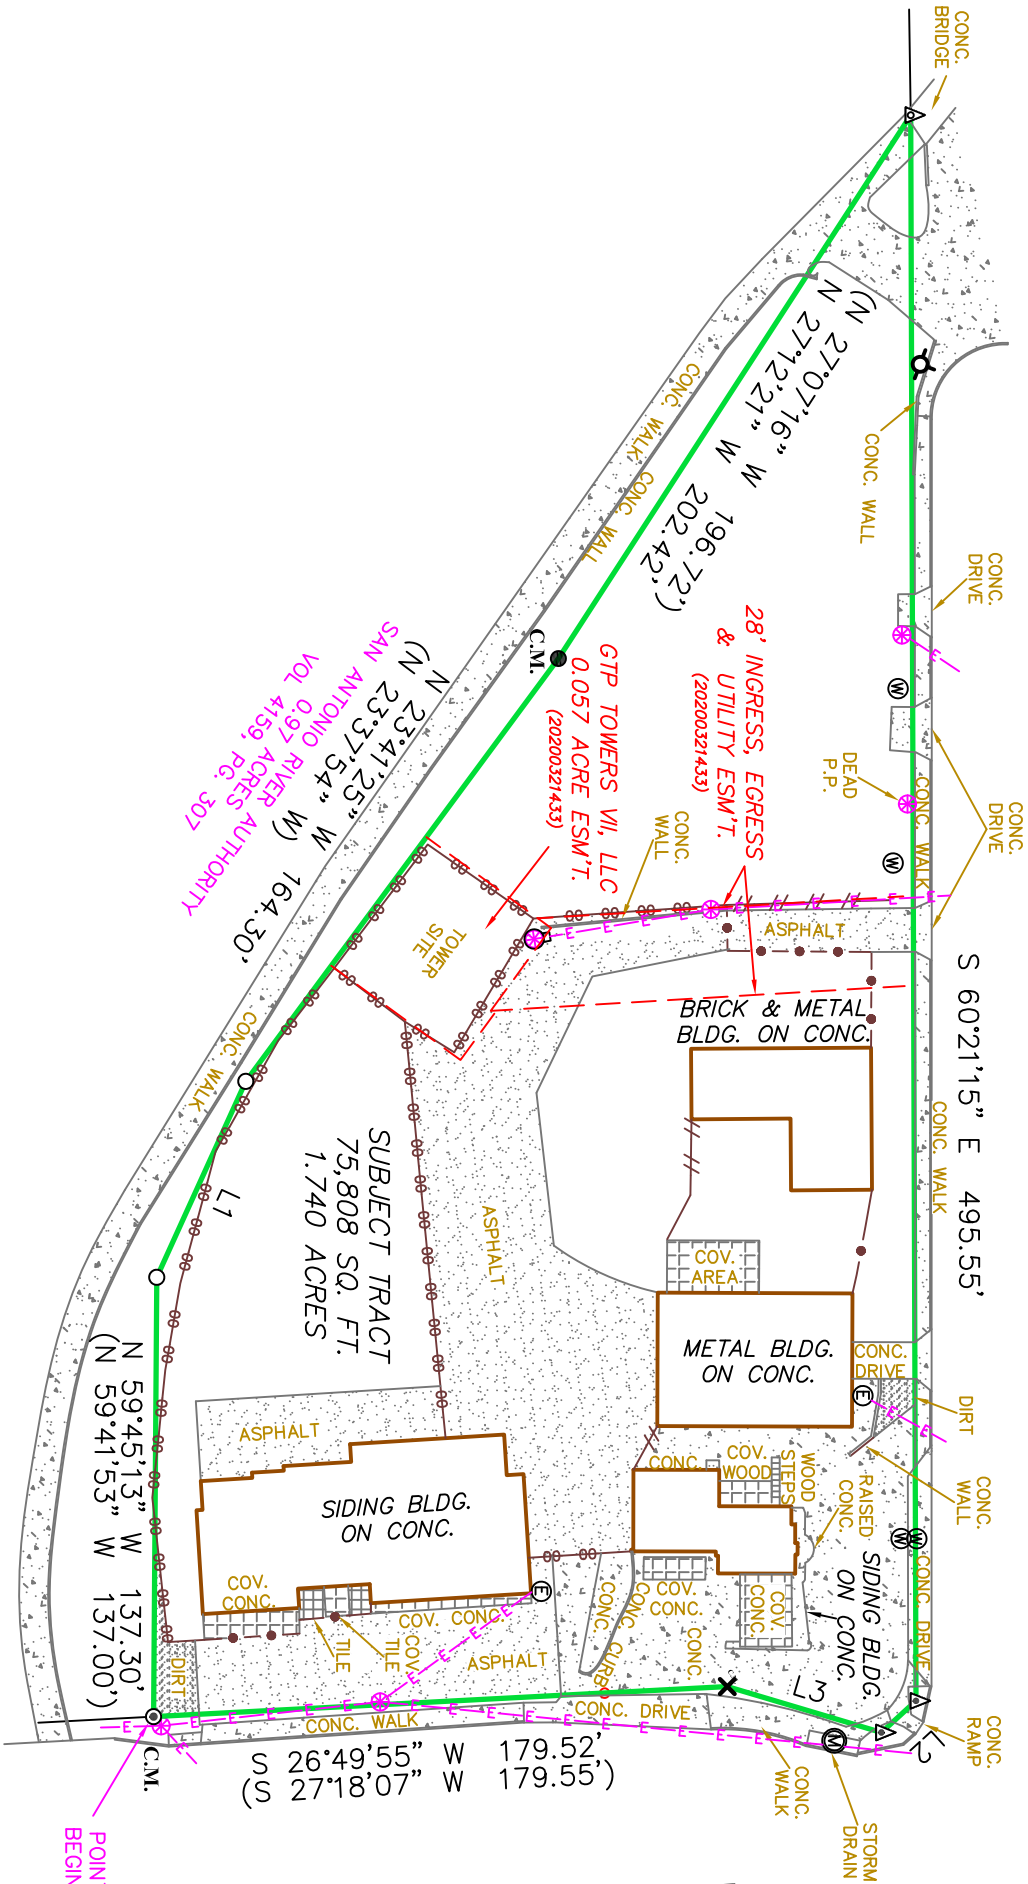 CONC.
BRIDGE
(N 27°07'16" W 196.72')
N 27°12'21" W 202.42')
CONC. WALL
CONC.
DRIVE
CONC. WALK
CONC. WALL
C.M.
28' INGRESS, EGRESS
& UTILITY ESM'T.
(20200321433)
GTP TOWERS VII, LLC
0.057 ACRE ESM'T.
(20200321433)
E
W
DEAD
P.P.
W
CONC. WALK
CONC.
DRIVE
CONC.
WALL
N 23°41'25" W 164.30'
(N 23°37'54" W)
SAN ANTONIO RIVER AUTHORITY
0.97 ACRES
VOL 4159, PG. 307
TOWER
SITE
ASPHALT
S 60°21'15" E 495.55'
BRICK & METAL
BLDG. ON CONC.
CONC. WALK
CONC. WALK
L1
SUBJECT TRACT
75,808 SQ. FT.
1.740 ACRES
ASPHALT
COV.
AREA
METAL BLDG.
ON CONC.
CONC.
DRIVE
E
DIRT
CONC.
WALL
N 59°45'13" W 137.30'
(N 59°41'53" W 137.00')
ASPHALT
SIDING BLDG.
ON CONC.
CONC.
COV.
WOOD
WOOD
STEPS
RAISED
CONC.
W
W
CONC. DRIVE
SIDING BLDG.
ON CONC.
COV.
CONC.
COV.
CONC.
CONC.
CONC. CURB
CONC.
COV.
CONC.
E
COV. CONC.
COV.
TILE
TILE
ASPHALT
DIRT
L3
L2
CONC.
RAMP
CONC. DRIVE
CONC. WALK
M
CONC.
WALK
STORM
DRAIN
S 26°49'55" W 179.52'
(S 27°18'07" W 179.55')
C.M.
POIN
BEGIN